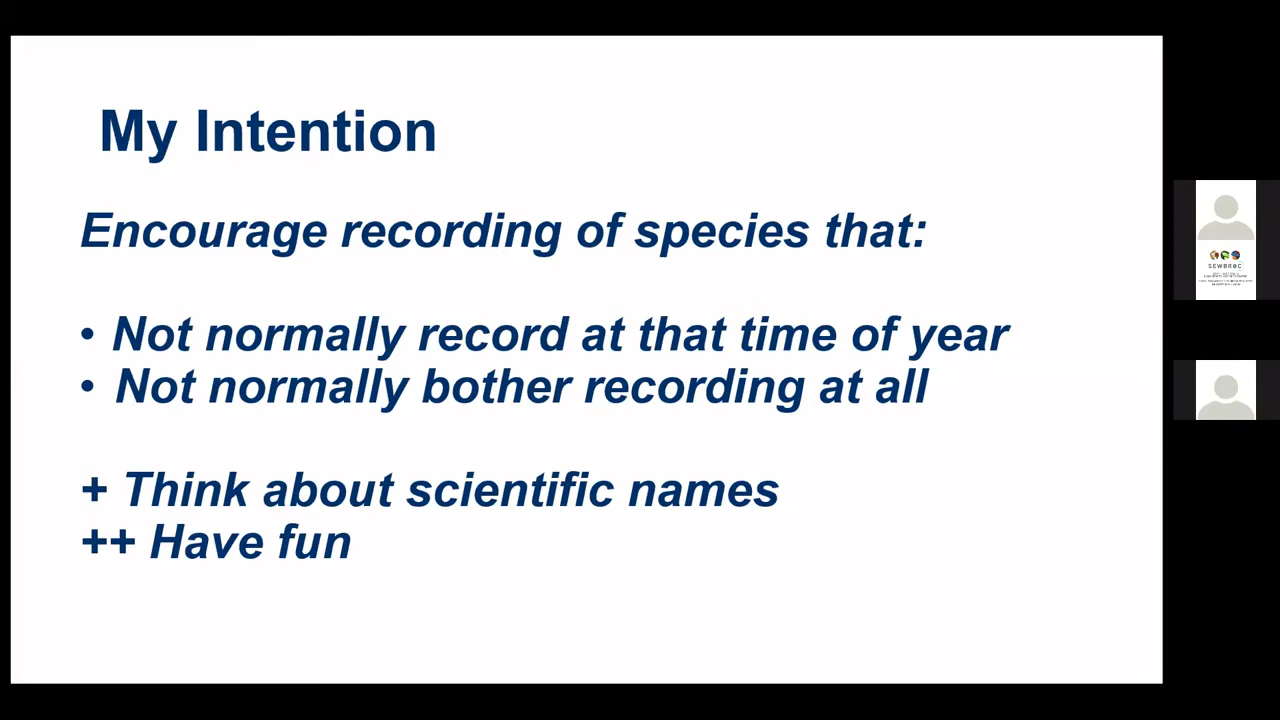 My Intention
Encourage recording of species that:
• Not normally record at that time of year
• Not normally bother recording at all
+ Think about scientific names
++ Have fun
SEWBReC